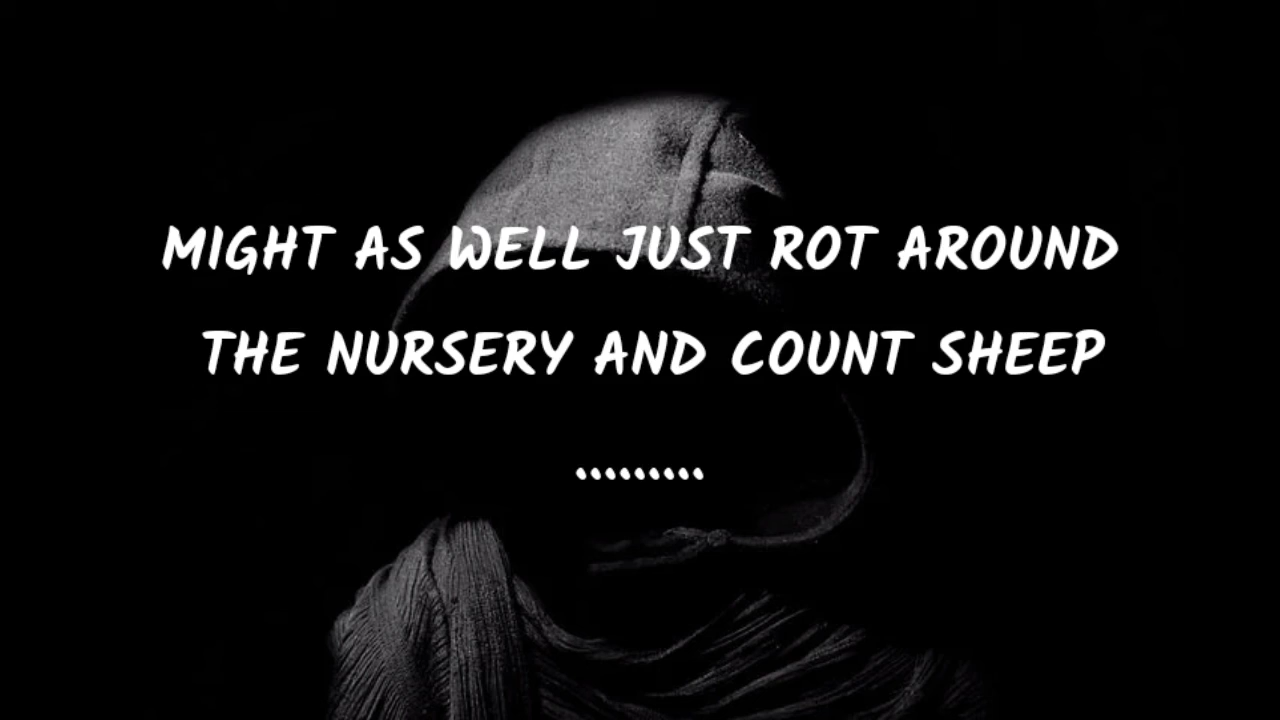 MIGHT AS WELL JUST ROT AROUND
THE NURSERY AND COUNT SHEEP
.........